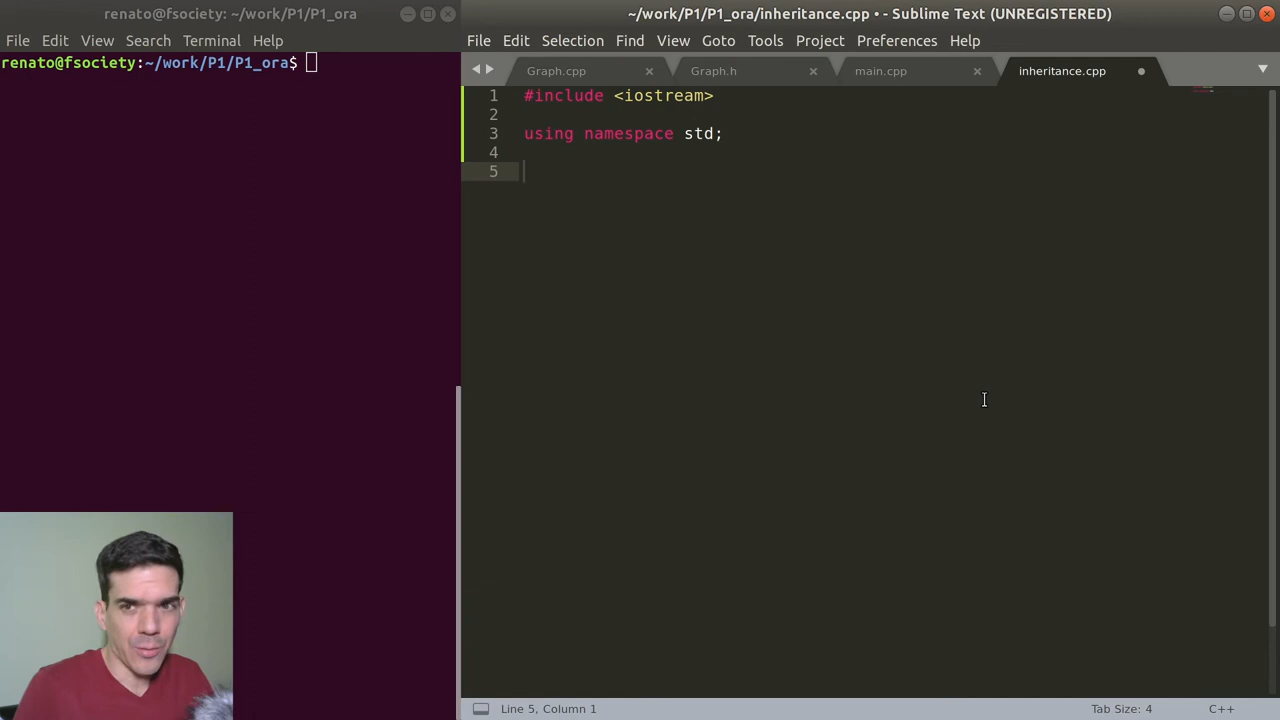 renato@fsociety: ~/work/P1/P1_ora
File Edit View Search Terminal Help
renato@fsociety:~/work/P1/P1_ora$
~/work/P1/P1_ora/inheritance.cpp • - Sublime Text (UNREGISTERED)
File Edit Selection Find View Goto Tools Project Preferences Help
Graph.cpp Graph.h main.cpp inheritance.cpp
1 #include <iostream>
2
3 using namespace std;
4
5
Line 5, Column 1 Tab Size: 4 C++